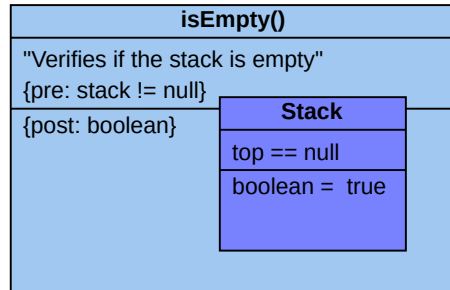 isEmpty()
"Verifies if the stack is empty"
{pre: stack != null}
{post: boolean}
Stack
top == null
boolean =  true